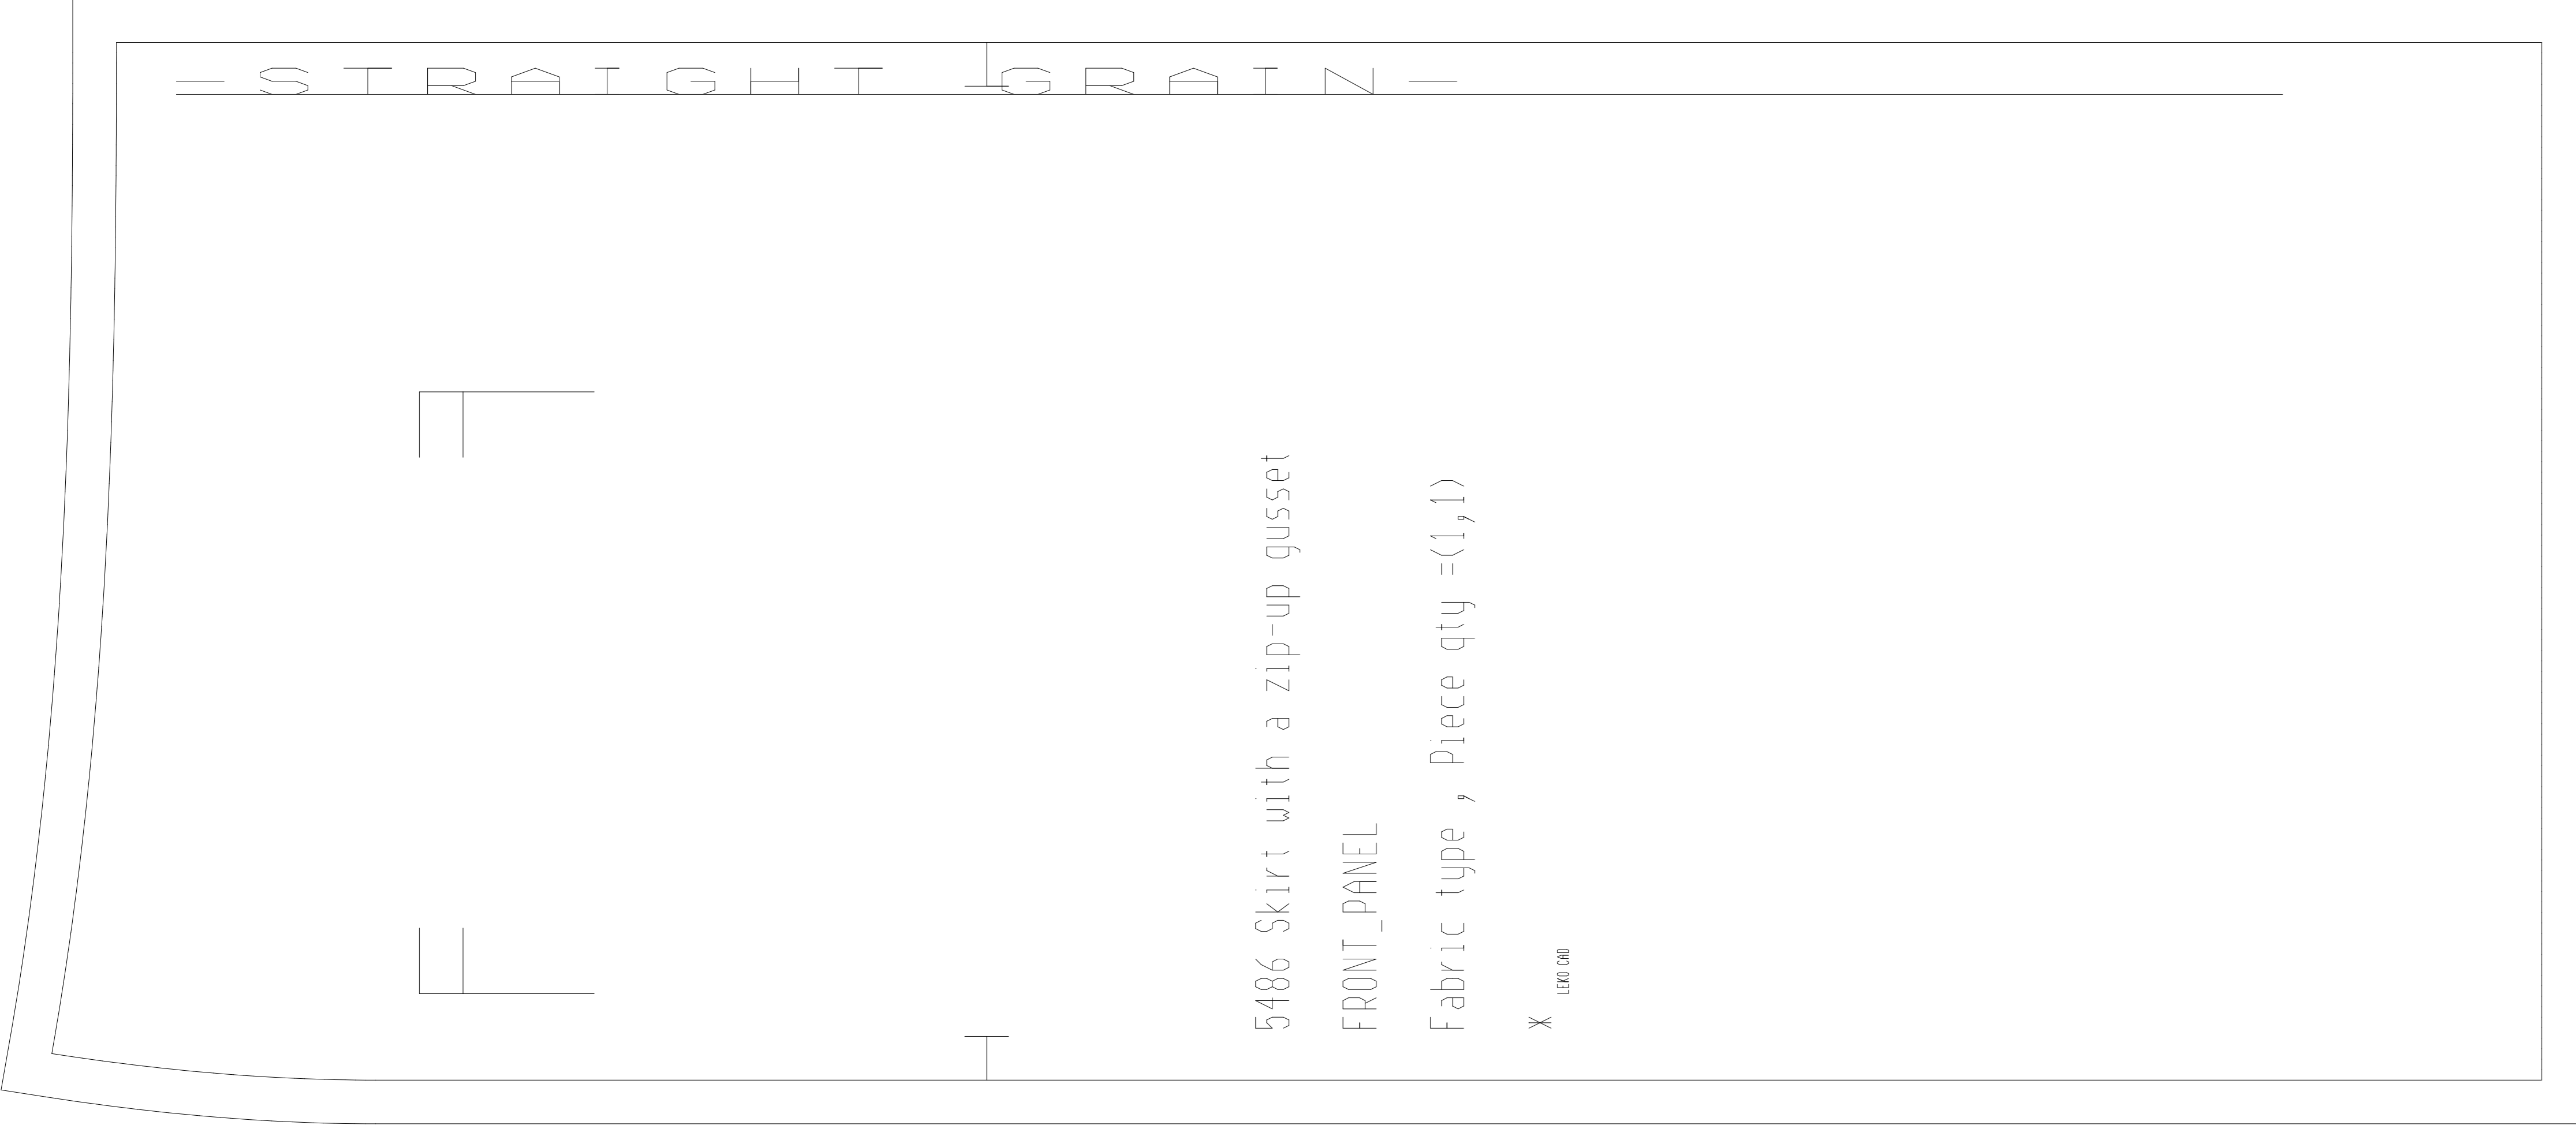 -STRAIGHT GRAIN-
5486 Skirt with a zip-up gusset
FRONT_PANEL
Fabric type , Piece qty =(1,1)
X
LEKO CAD